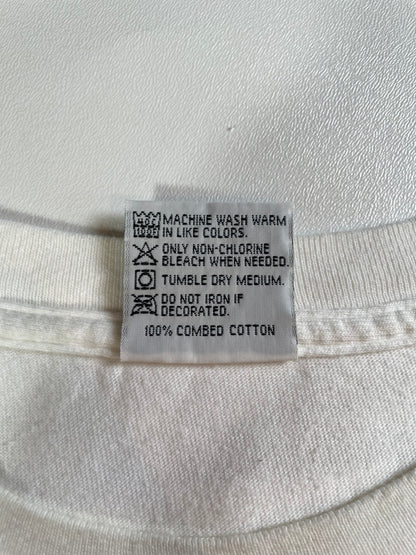 MACHINE WASH WARM
IN LIKE COLORS.
ONLY NON-CHLORINE
BLEACH WHEN NEEDED.
TUMBLE DRY MEDIUM.
DO NOT IRON IF
DECORATED.
100% COMBED COTTON